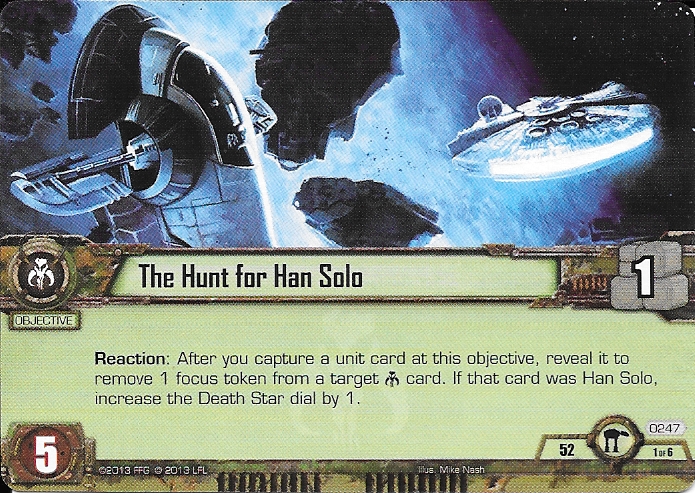 The Hunt for Han Solo
1
OBJECTIVE
Reaction: After you capture a unit card at this objective, reveal it to
remove 1 focus token from a target card. If that card was Han Solo,
increase the Death Star dial by 1.
5
52
0247
1 OF 6
©2013 FFG © 2013 LFL
Illus. Mike Nash